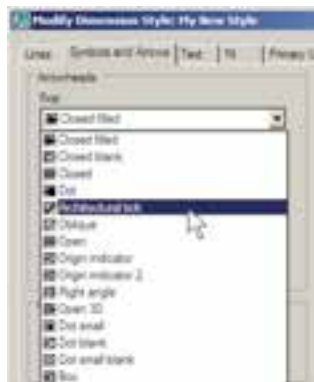 Modify Dimension Style: My New Style
Lines Symbols and Arrows Text Fit Primary U
Arrowheads
First
Closed filled
Closed filled
Closed blank
Closed
Dot
Architectural tick
Oblique
Open
Origin indicator
Origin indicator 2
Right angle
Open 30
Dot small
Dot blank
Dot small blank
Box